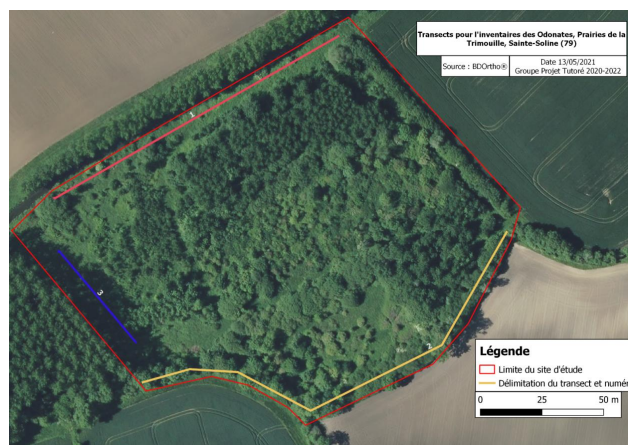 Transects pour l'inventaires des Odonates, Prairies de la
Trimouille, Sainte-Soline (79)
Source : BDOrtho®
Date 13/05/2021
Groupe Projet Tutoré 2020-2022
1
2
3
Légende
Limite du site d'étude
Délimitation du transect et numér
0 25 50 m